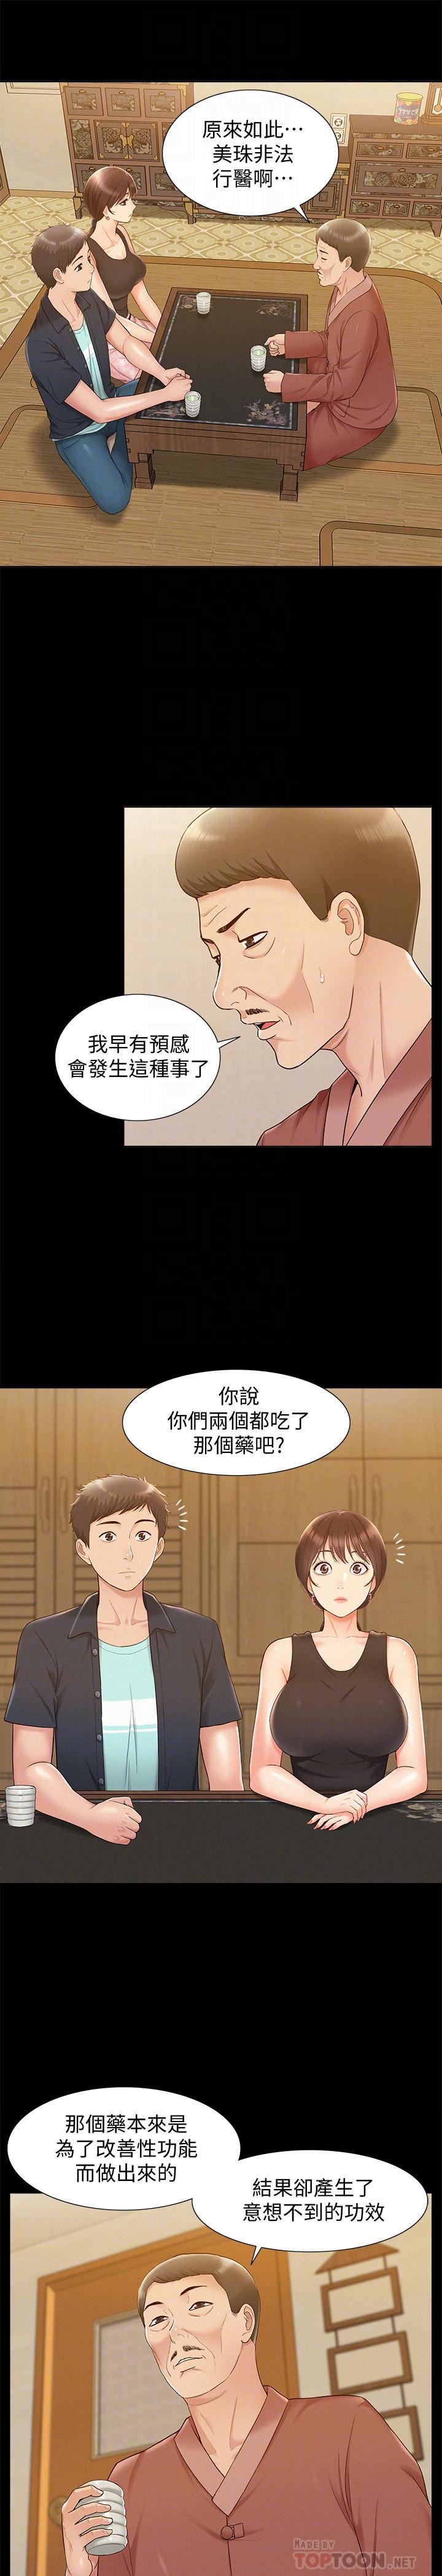 原來如此…
美珠非法
行醫啊…
我早有預感
會發生這種事了
你說
你們兩個都吃了
那個藥吧?
那個藥本來是
為了改善性功能
而做出來的
結果卻產生了
意想不到的功效
MADE BY
TOPTOON.NET